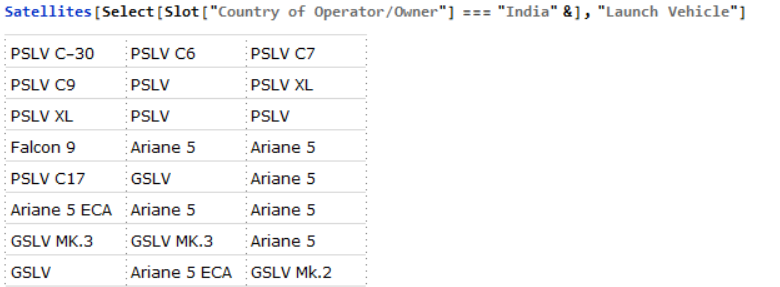 Satellites[Select[Slot["Country of Operator/Owner"] === "India" &], "Launch Vehicle"]
PSLV C-30 PSLV C6 PSLV C7
PSLV C9 PSLV PSLV XL
PSLV XL PSLV PSLV
Falcon 9 Ariane 5 Ariane 5
PSLV C17 GSLV Ariane 5
Ariane 5 ECA Ariane 5 Ariane 5
GSLV MK.3 GSLV MK.3 Ariane 5
GSLV Ariane 5 ECA GSLV Mk.2